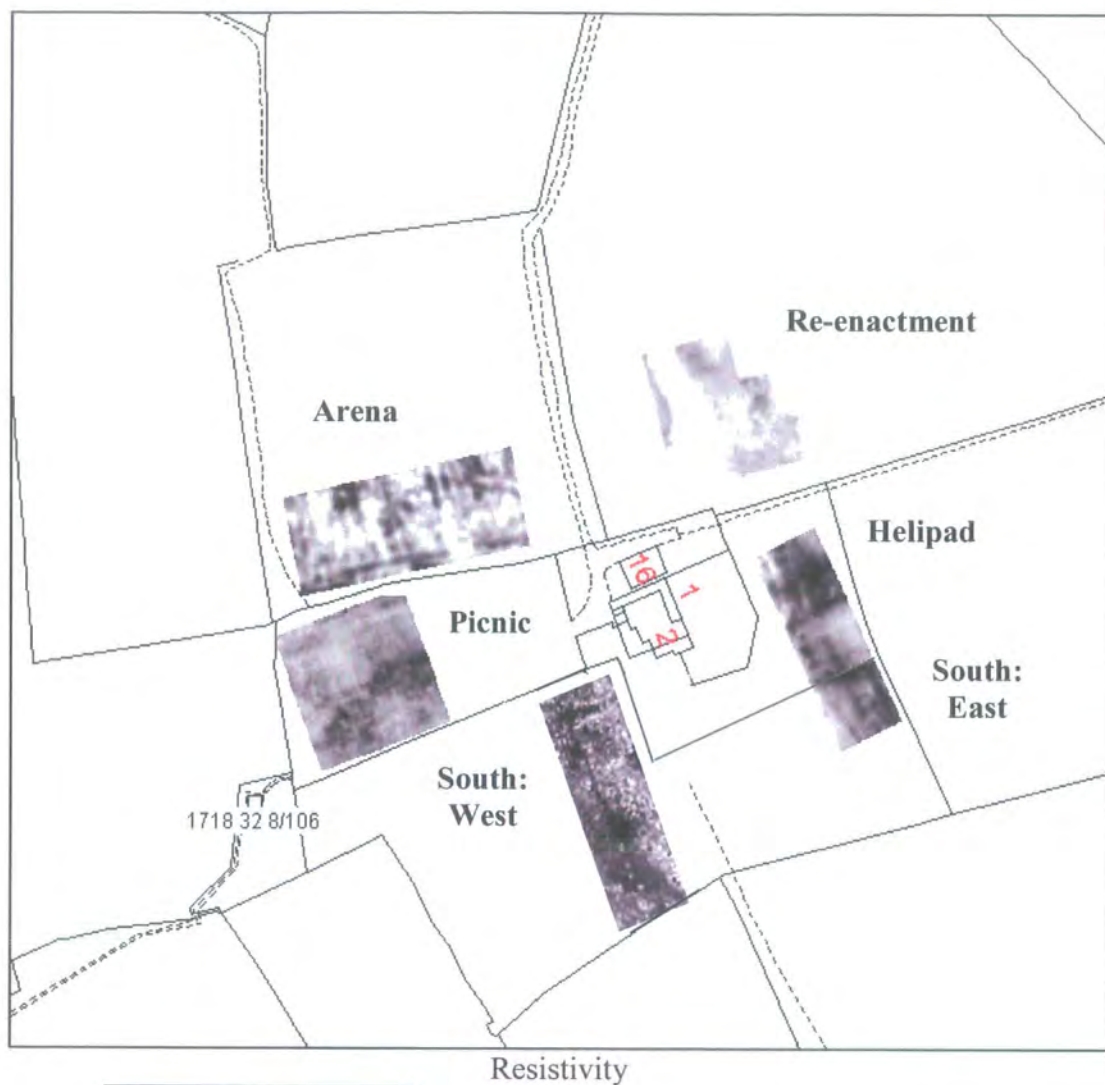 Re-enactment
Arena
Helipad
16
1
Picnic
2
South:
East
South:
West
1718 32 8/106
Resistivity